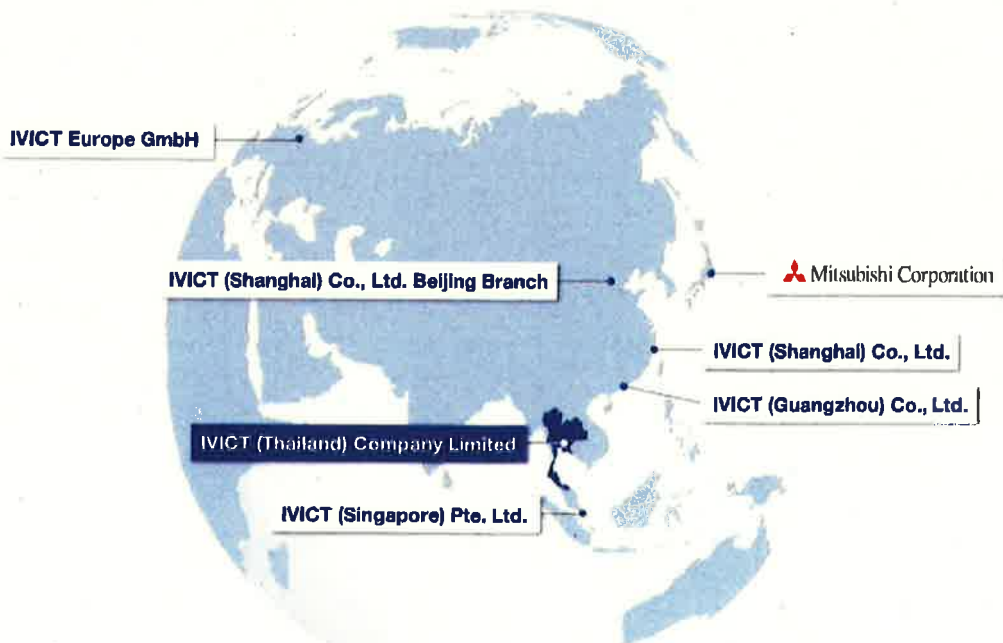 IVICT Europe GmbH
IVICT (Shanghai) Co., Ltd. Beijing Branch
Mitsubishi Corporation
IVICT (Shanghai) Co., Ltd.
IVICT (Guangzhou) Co., Ltd.
IVICT (Thailand) Company Limited
IVICT (Singapore) Pte. Ltd.